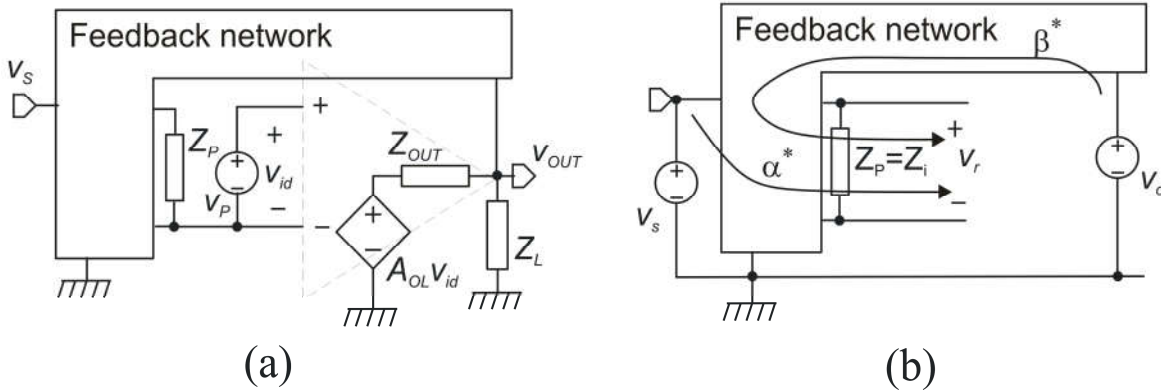 Feedback network
v_S
Z_P
+
v_P
+
v_id
−
+
−
Z_OUT
v_OUT
+
−
A_OL v_id
Z_L
(a)
Feedback network
β*
α*
+
−
v_s
Z_P=Z_i
+
v_r
−
+
−
(b)